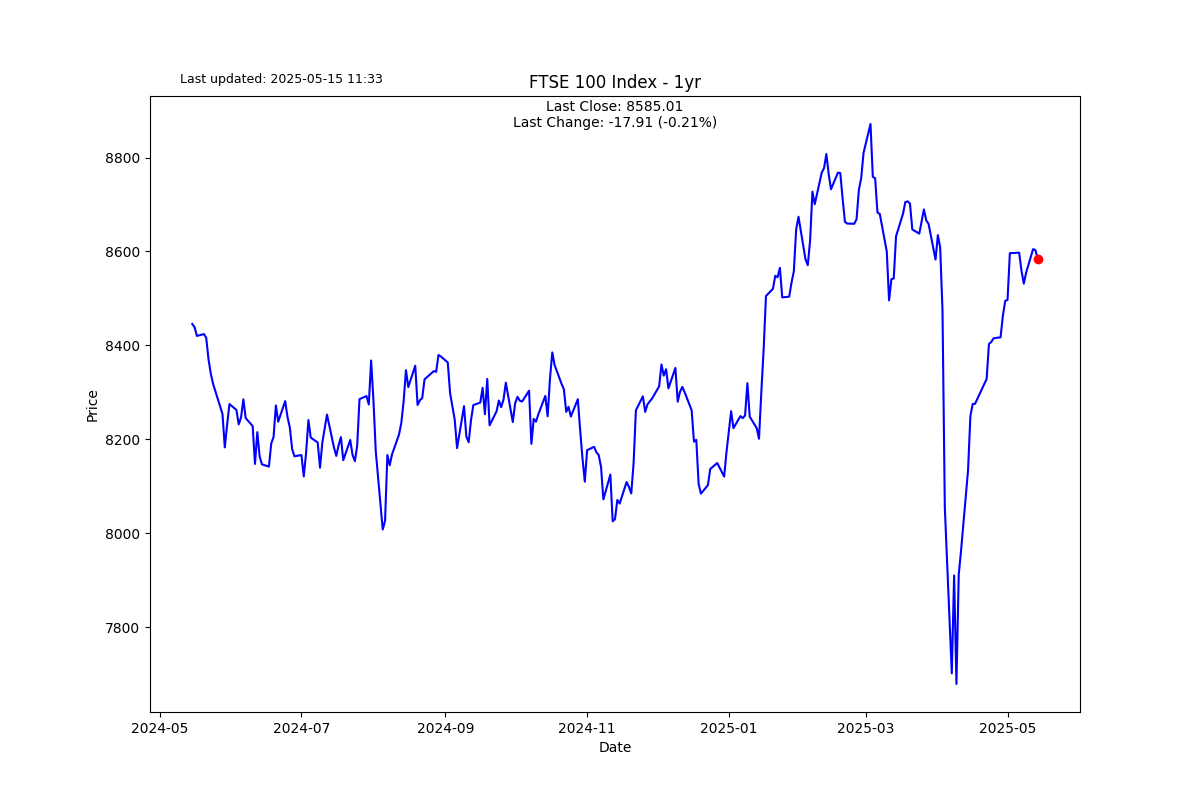 Last updated: 2025-05-15 11:33
FTSE 100 Index - 1yr
Last Close: 8585.01
Last Change: -17.91 (-0.21%)
8800
8600
8400
8200
8000
7800
Price
2024-05 2024-07 2024-09 2024-11 2025-01 2025-03 2025-05
Date